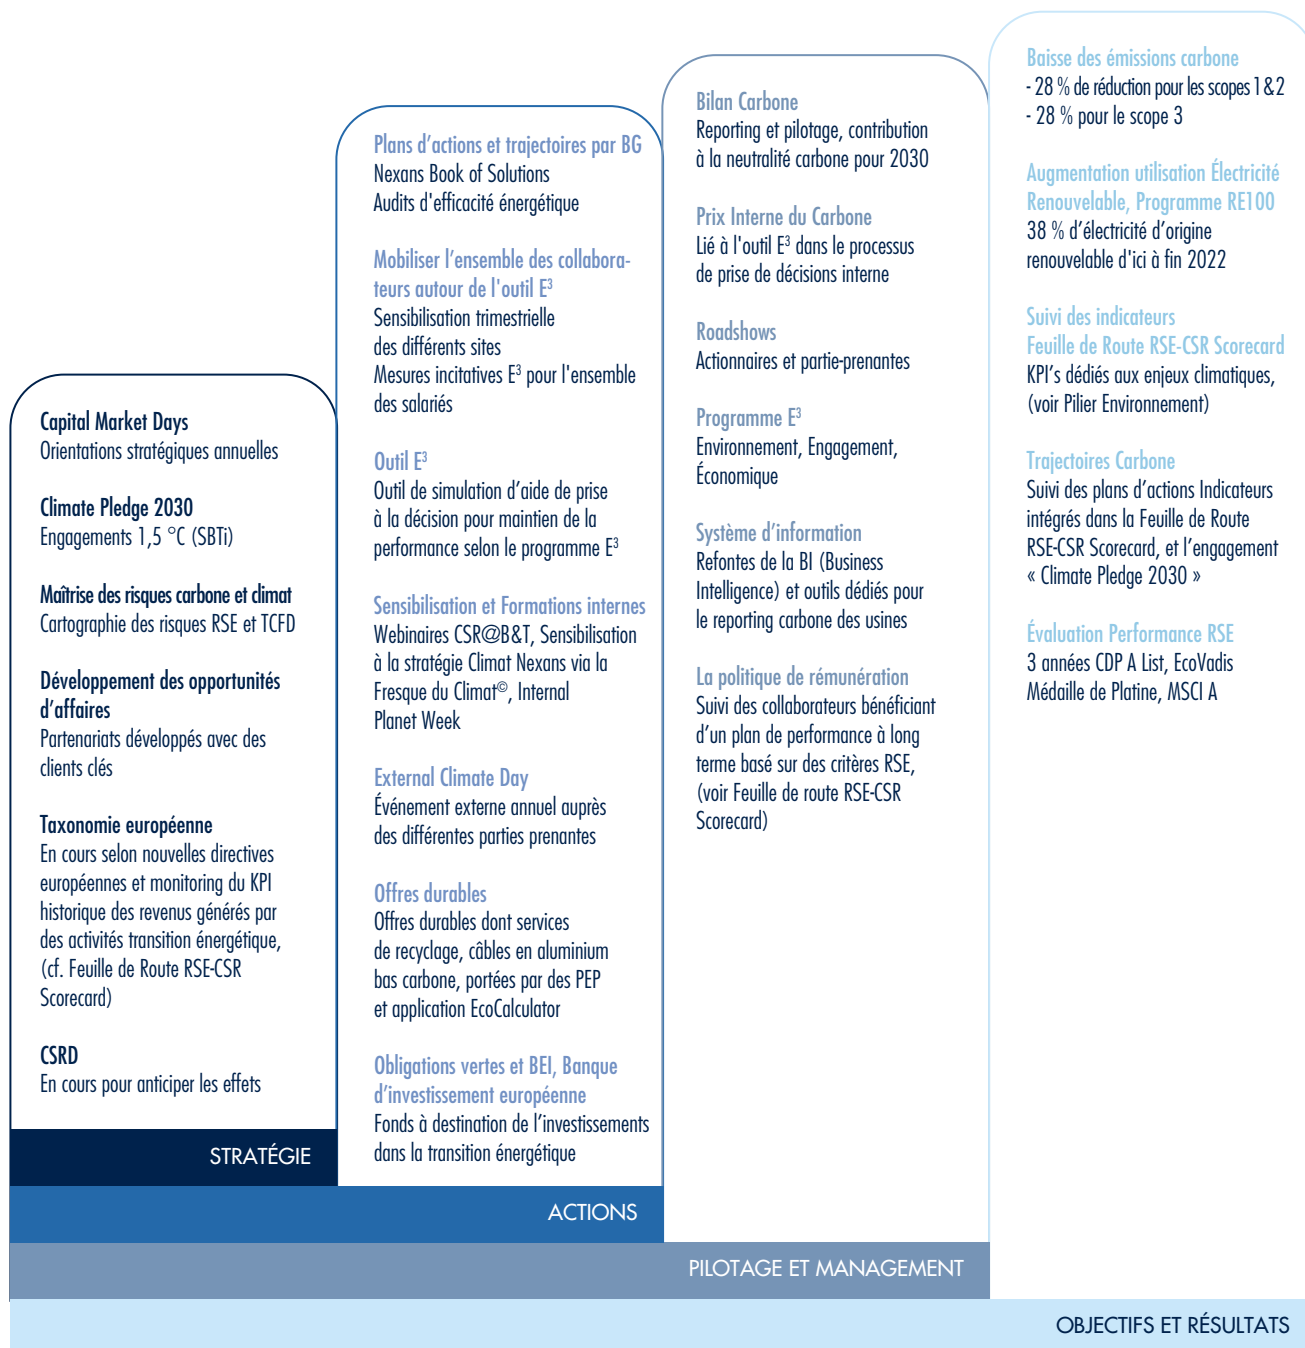 Capital Market Days
Orientations stratégiques annuelles
Climate Pledge 2030
Engagements 1,5 °C (SBTi)
Maîtrise des risques carbone et climat
Cartographie des risques RSE et TCFD
Développement des opportunités
d’affaires
Partenariats développés avec des
clients clés
Taxonomie européenne
En cours selon nouvelles directives
européennes et monitoring du KPI
historique des revenus générés par
des activités transition énergétique,
(cf. Feuille de Route RSE-CSR
Scorecard)
CSRD
En cours pour anticiper les effets
STRATÉGIE
Plans d’actions et trajectoires par BG
Nexans Book of Solutions
Audits d'efficacité énergétique
Mobiliser l’ensemble des collabora-
teurs autour de l'outil E³
Sensibilisation trimestrielle
des différents sites
Mesures incitatives E³ pour l'ensemble
des salariés
Outil E³
Outil de simulation d’aide de prise
à la décision pour maintien de la
performance selon le programme E³
Sensibilisation et Formations internes
Webinaires CSR@B&T, Sensibilisation
à la stratégie Climat Nexans via la
Fresque du Climat©, Internal
Planet Week
External Climate Day
Événement externe annuel auprès
des différentes parties prenantes
Offres durables
Offres durables dont services
de recyclage, câbles en aluminium
bas carbone, portées par des PEP
et application EcoCalculator
Obligations vertes et BEI, Banque
d’investissement européenne
Fonds à destination de l’investissements
dans la transition énergétique
ACTIONS
Bilan Carbone
Reporting et pilotage, contribution
à la neutralité carbone pour 2030
Prix Interne du Carbone
Lié à l'outil E³ dans le processus
de prise de décisions interne
Roadshows
Actionnaires et partie-prenantes
Programme E³
Environnement, Engagement,
Économique
Système d’information
Refontes de la BI (Business
Intelligence) et outils dédiés pour
le reporting carbone des usines
La politique de rémunération
Suivi des collaborateurs bénéficiant
d’un plan de performance à long
terme basé sur des critères RSE,
(voir Feuille de route RSE-CSR
Scorecard)
PILOTAGE ET MANAGEMENT
Baisse des émissions carbone
- 28 % de réduction pour les scopes 1&2
- 28 % pour le scope 3
Augmentation utilisation Électricité
Renouvelable, Programme RE100
38 % d’électricité d’origine
renouvelable d'ici à fin 2022
Suivi des indicateurs
Feuille de Route RSE-CSR Scorecard
KPI’s dédiés aux enjeux climatiques,
(voir Pilier Environnement)
Trajectoires Carbone
Suivi des plans d’actions Indicateurs
intégrés dans la Feuille de Route
RSE-CSR Scorecard, et l’engagement
« Climate Pledge 2030 »
Évaluation Performance RSE
3 années CDP A List, EcoVadis
Médaille de Platine, MSCI A
OBJECTIFS ET RÉSULTATS